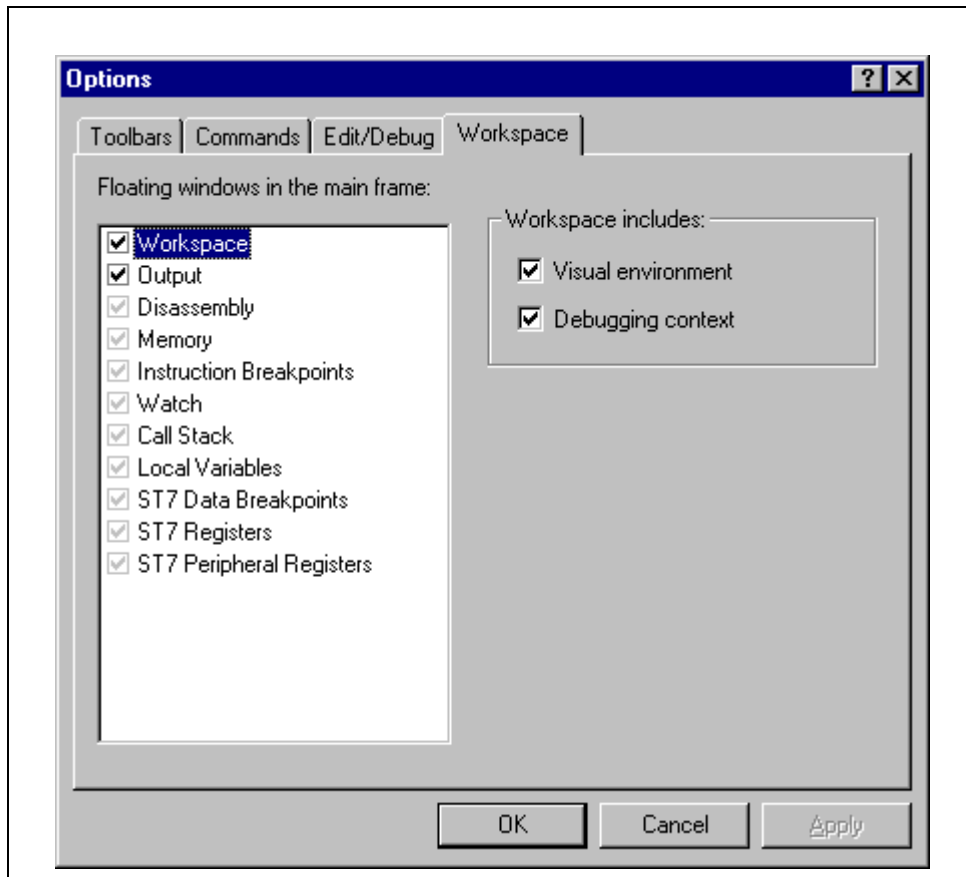 Options
Toolbars Commands Edit/Debug Workspace
Floating windows in the main frame:
Workspace
Output
Disassembly
Memory
Instruction Breakpoints
Watch
Call Stack
Local Variables
ST7 Data Breakpoints
ST7 Registers
ST7 Peripheral Registers
Workspace includes:
Visual environment
Debugging context
OK Cancel Apply